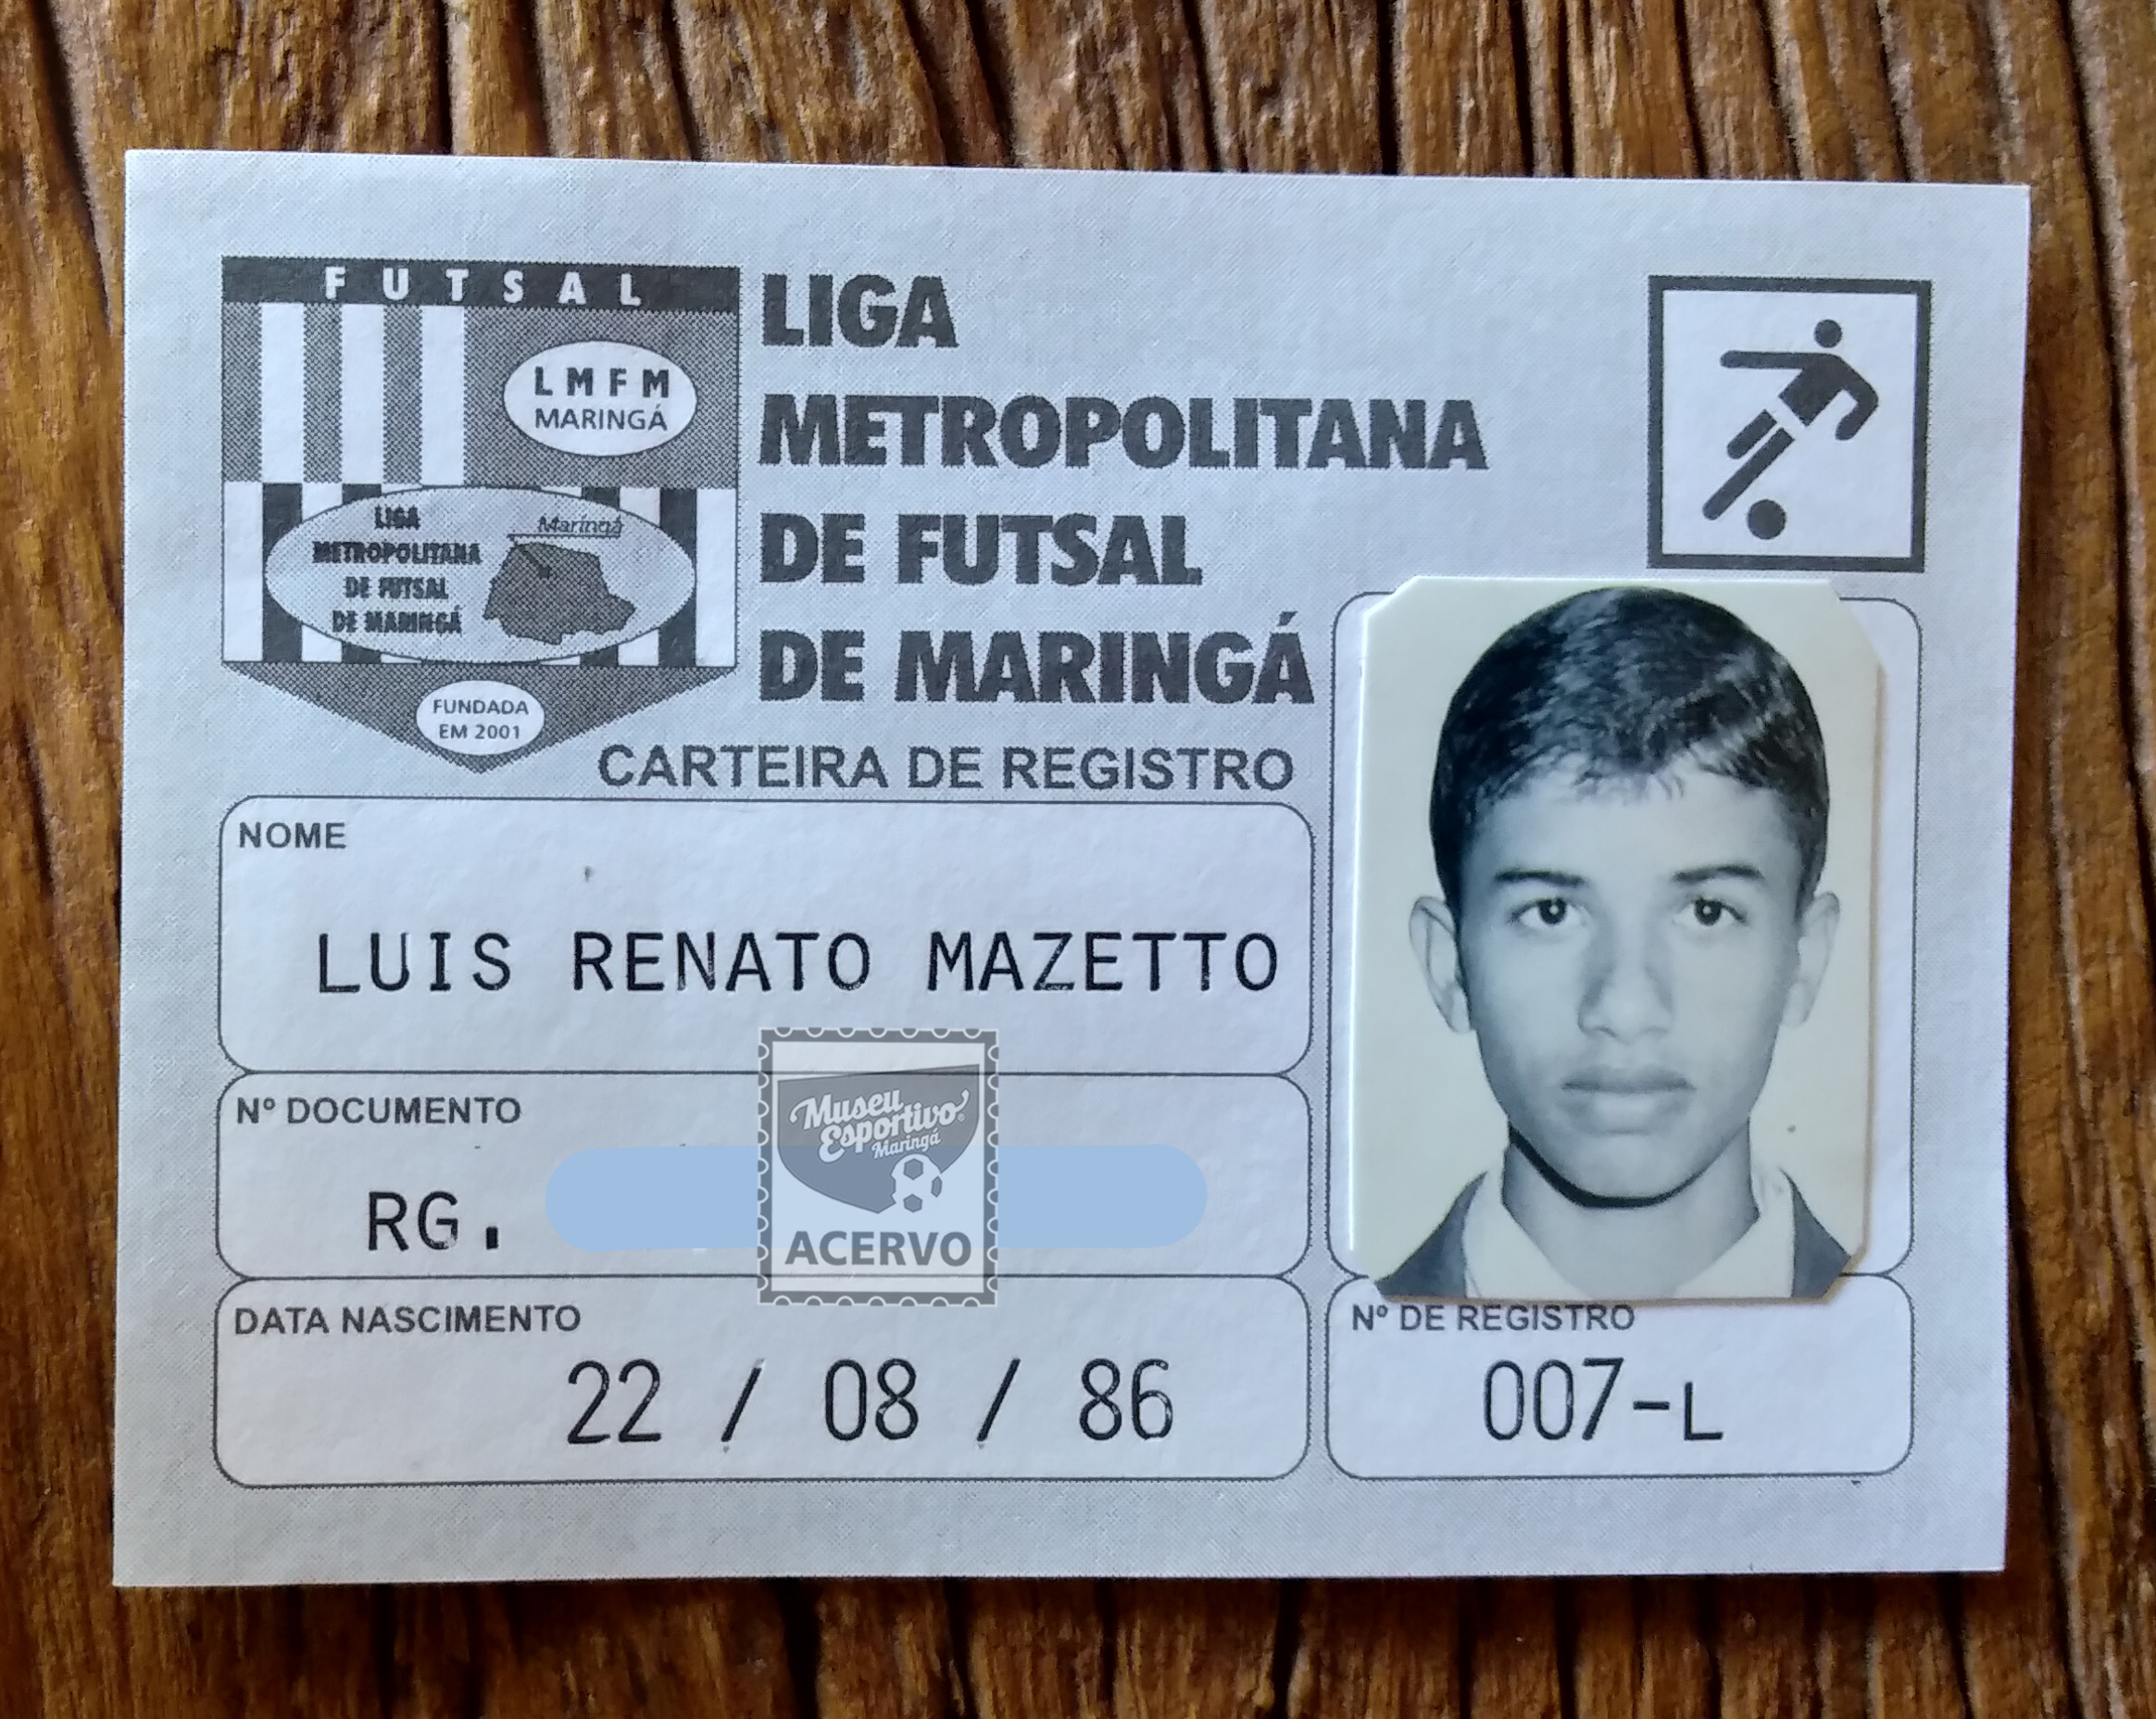 FUTSAL
LMFM
MARINGÁ
LIGA
METROPOLITANA
DE FUTSAL
DE MARINGÁ
Maringá
FUNDADA
EM 2001
LIGA
METROPOLITANA
DE FUTSAL
DE MARINGÁ
CARTEIRA DE REGISTRO
NOME
LUIS RENATO MAZETTO
Nº DOCUMENTO
RG.
Museu
Esportivo®
Maringá
ACERVO
DATA NASCIMENTO
22 / 08 / 86
Nº DE REGISTRO
007-L